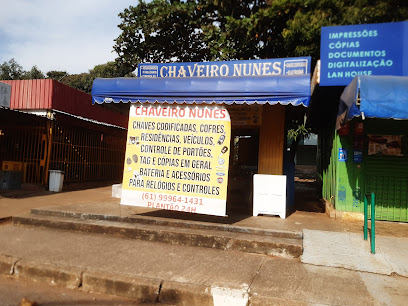 CHAVEIRO NUNES
IMPRESSÕES
CÓPIAS
DOCUMENTOS
DIGITALIZAÇÃO
LAN HOUSE
CHAVEIRO NUNES
CHAVES CODIFICADAS, COFRES
RESIDÊNCIAS, VEÍCULOS,
CONTROLE DE PORTÕES,
TAG E CÓPIAS EM GERAL
BATERIA E ACESSÓRIOS
PARA RELÓGIOS E CONTROLES
(61) 99964-1431
PLANTÃO 24H